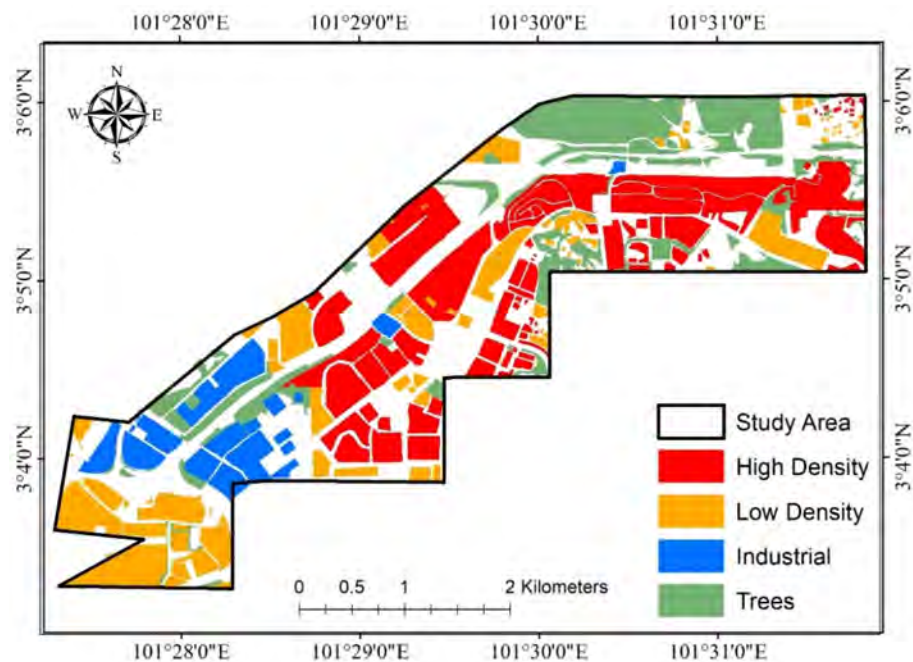 101°28'0"E 101°29'0"E 101°30'0"E 101°31'0"E
N
W E
S
3°6'0"N 3°6'0"N
3°5'0"N 3°5'0"N
3°4'0"N 3°4'0"N
Study Area
High Density
Low Density
Industrial
Trees
0 0.5 1 2 Kilometers
101°28'0"E 101°29'0"E 101°30'0"E 101°31'0"E